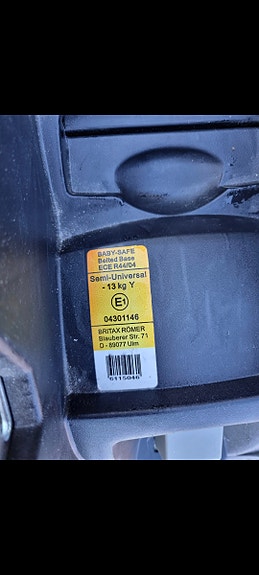 BABY-SAFE
Belted Base
ECE R44/04
Semi-Universal
- 13 kg Y
E1
04301146
BRITAX RÖMER
Blaubeurer Str. 71
D - 89077 Ulm
6115046